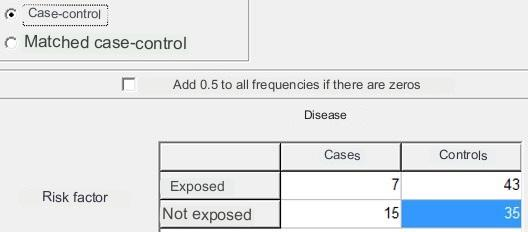 Case-control
Matched case-control
Add 0.5 to all frequencies if there are zeros
Disease
Cases Controls
Risk factor
Exposed 7 43
Not exposed 15 35